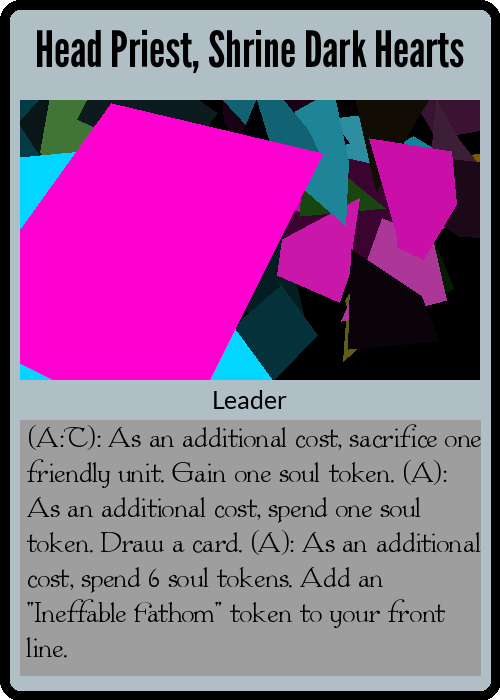 Head Priest, Shrine Dark Hearts
Leader
(A:T): As an additional cost, sacrifice one
friendly unit. Gain one soul token. (A):
As an additional cost, spend one soul
token. Draw a card. (A): As an additional
cost, spend 6 soul tokens. Add an
"Ineffable Fathom" token to your front
line.